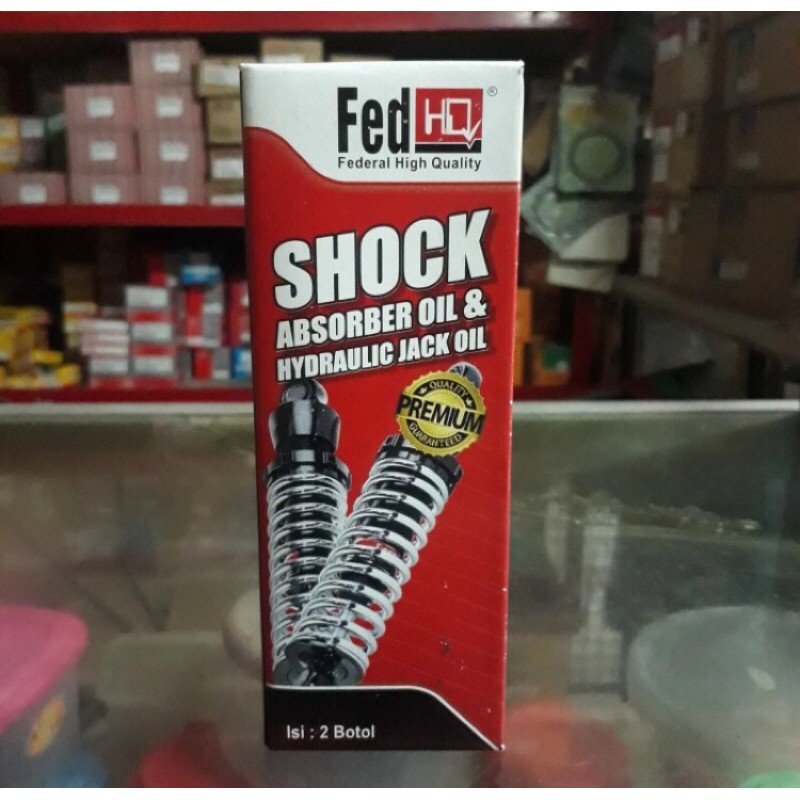 Fed HQ ®
Federal High Quality
SHOCK
ABSORBER OIL &
HYDRAULIC JACK OIL
QUALITY
PREMIUM
GUARANTEED
Isi : 2 Botol